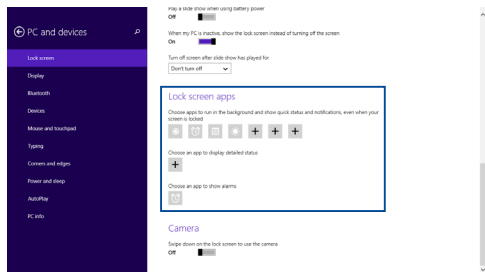 PC and devices
Lock screen
Display
Bluetooth
Devices
Mouse and touchpad
Typing
Corners and edges
Power and sleep
AutoPlay
PC info
Play a slide show when using battery power
Off
When my PC is inactive, show the lock screen instead of turning off the screen
On
Turn off screen after slide show has played for
Don't turn off
Lock screen apps
Choose apps to run in the background and show quick status and notifications, even when your
screen is locked
Choose an app to display detailed status
Choose an app to show alarms
Camera
Swipe down on the lock screen to use the camera
Off